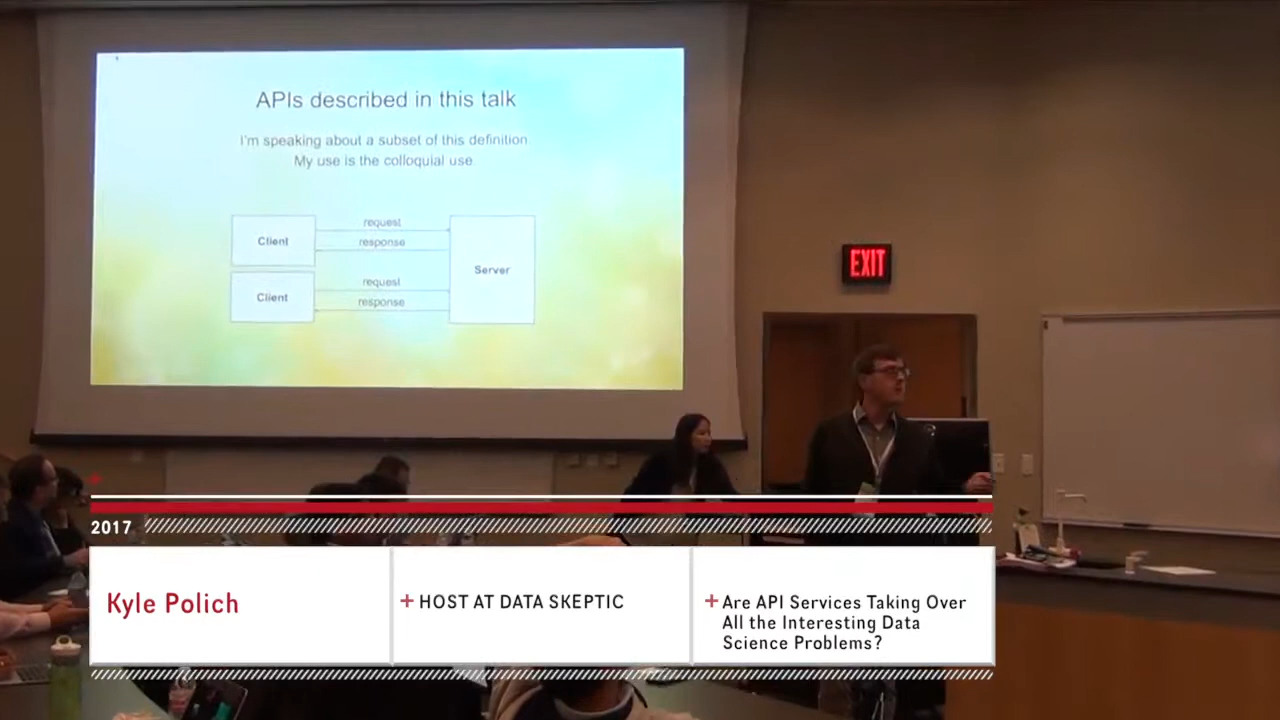 APIs described in this talk
I'm speaking about a subset of this definition
My use is the colloquial use
Client
request
response
Client
request
response
Server
EXIT
2017
Kyle Polich
+ HOST AT DATA SKEPTIC
+ Are API Services Taking Over
All the Interesting Data
Science Problems?